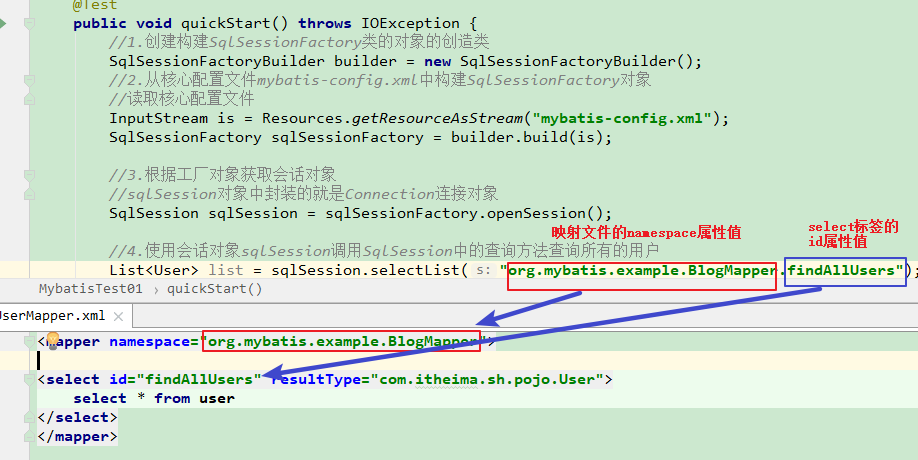 @Test
public void quickStart() throws IOException {
//1.创建构建SqlSessionFactory类的对象的创造类
SqlSessionFactoryBuilder builder = new SqlSessionFactoryBuilder();
//2.从核心配置文件mybatis-config.xml中构建SqlSessionFactory对象
//读取核心配置文件
InputStream is = Resources.getResourceAsStream("mybatis-config.xml");
SqlSessionFactory sqlSessionFactory = builder.build(is);
//3.根据工厂对象获取会话对象
//sqlSession对象中封装的就是Connection连接对象
SqlSession sqlSession = sqlSessionFactory.openSession();
映射文件的namespace属性值
select标签的
id属性值
//4.使用会话对象sqlSession调用SqlSession中的查询方法查询所有的用户
List<User> list = sqlSession.selectList( s: "org.mybatis.example.BlogMapper.findAllUsers");
MybatisTest01 › quickStart()
UserMapper.xml ×
<mapper namespace="org.mybatis.example.BlogMapper">
<select id="findAllUsers" resultType="com.itheima.sh.pojo.User">
select * from user
</select>
</mapper>